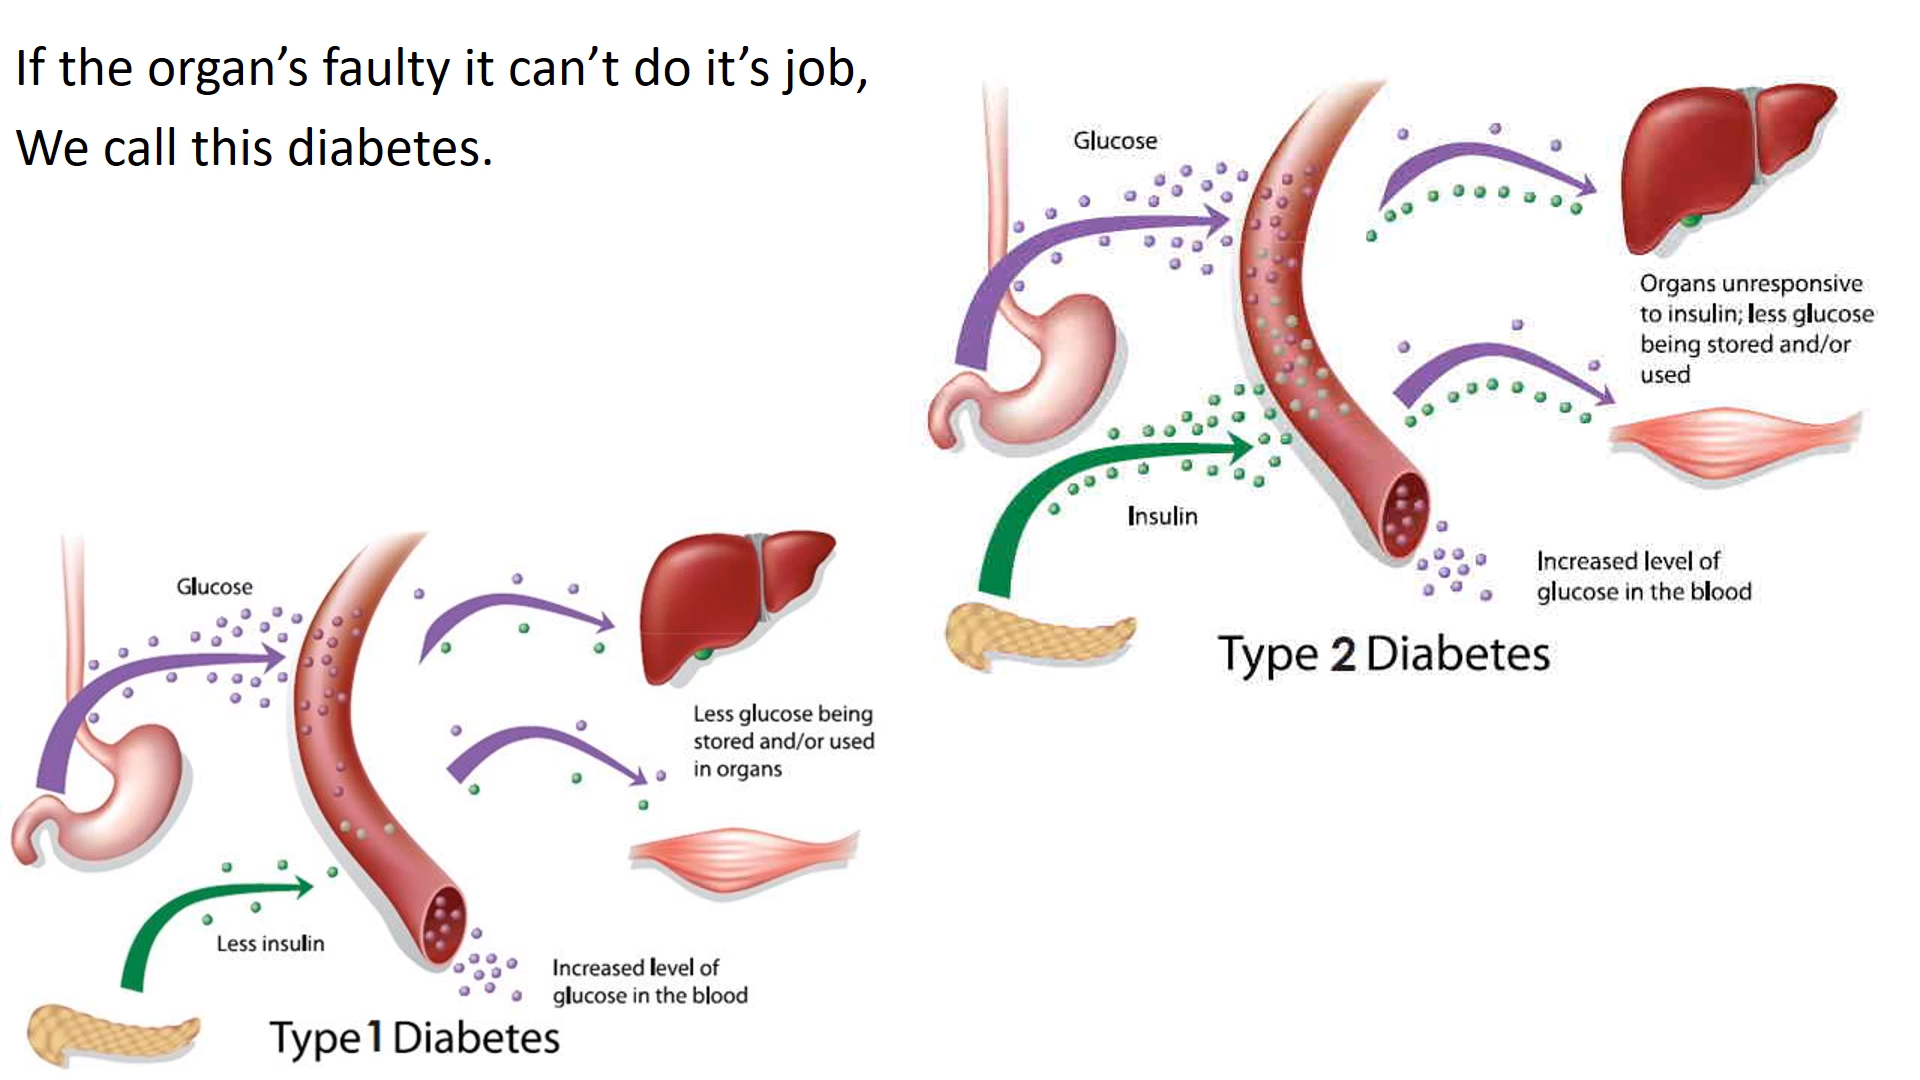 If the organ’s faulty it can’t do it’s job,
We call this diabetes.
Glucose
Organs unresponsive
to insulin; less glucose
being stored and/or
used
Insulin
Increased level of
glucose in the blood
Type 2 Diabetes
Glucose
Less glucose being
stored and/or used
in organs
Less insulin
Increased level of
glucose in the blood
Type 1 Diabetes